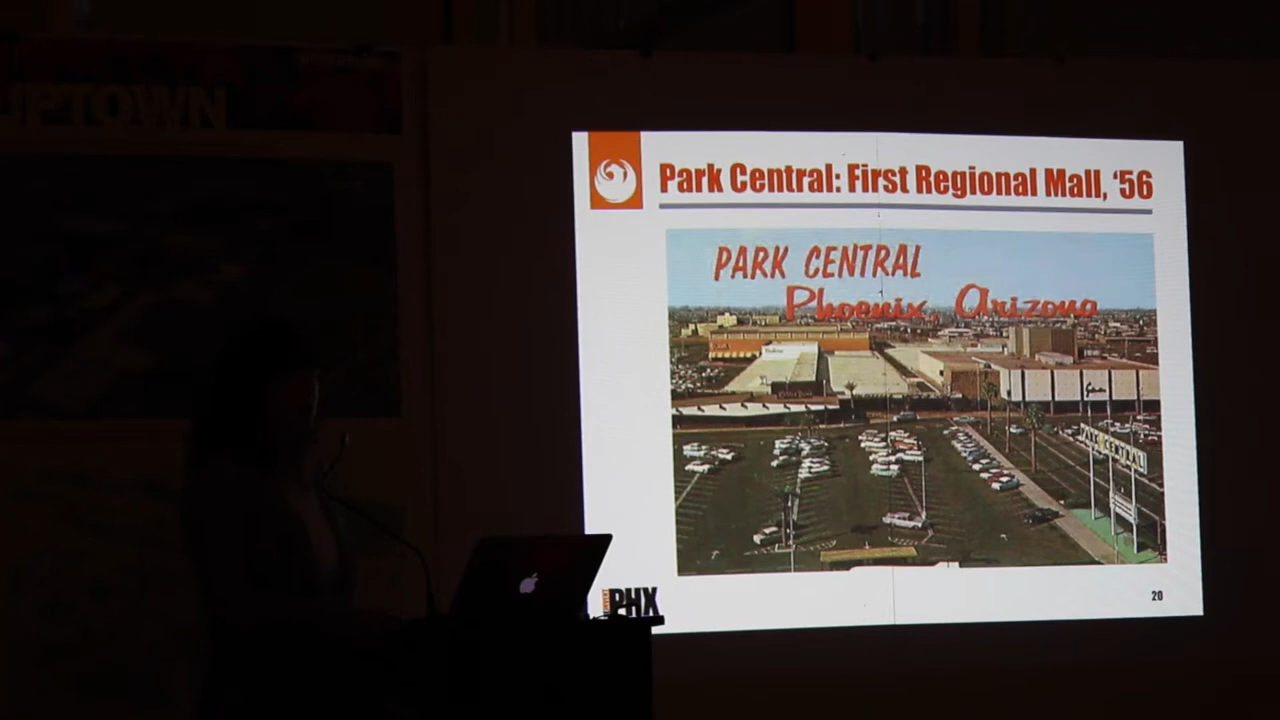 UPTOWN
Park Central: First Regional Mall, ‘56
PARK CENTRAL
Phoenix, Arizona
PARK CENTRAL
PHX
20